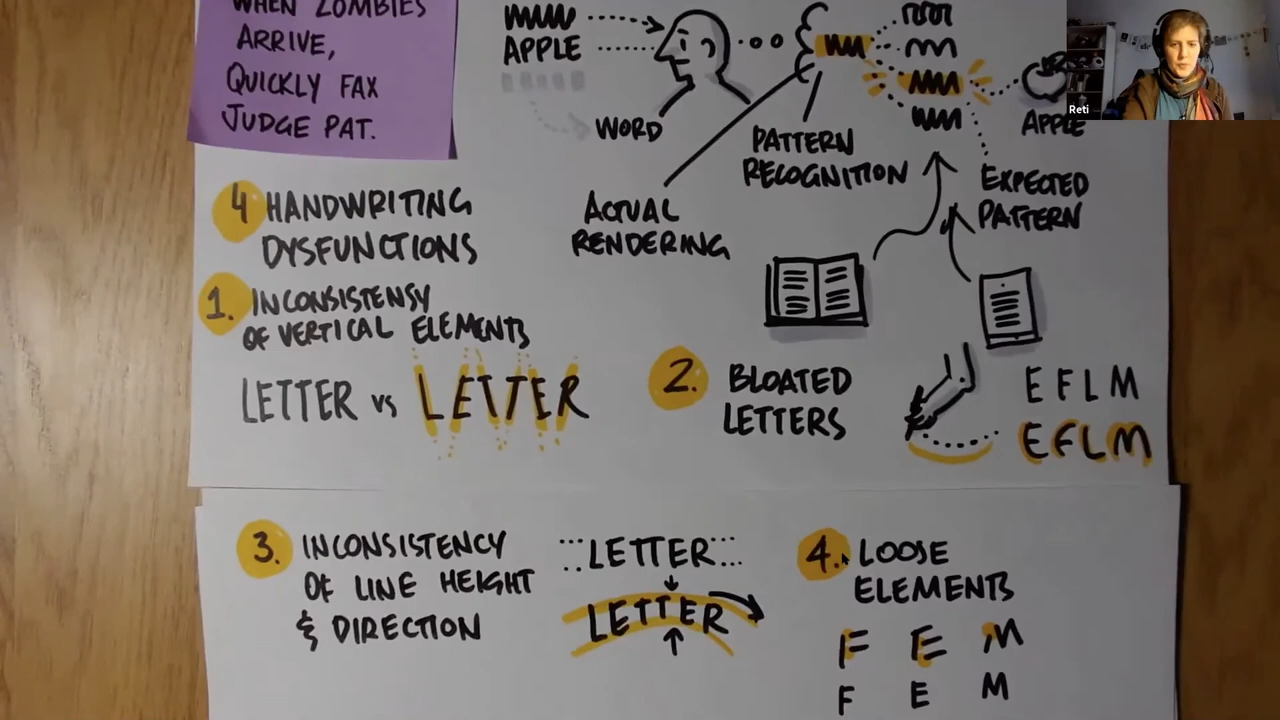 WHEN ZOMBIES
ARRIVE,
QUICKLY FAX
JUDGE PAT.
APPLE
WORD
PATTERN
RECOGNITION
ACTUAL
RENDERING
APPLE
EXPECTED
PATTERN
Reti
4 HANDWRITING
DYSFUNCTIONS
1. INCONSISTENSY
OF VERTICAL ELEMENTS
LETTER vs LETTER
2. BLOATED
LETTERS
E F L M
E F L M
3. INCONSISTENCY
OF LINE HEIGHT
& DIRECTION
LETTER
LETTER
4. LOOSE
ELEMENTS
F E M
F E M